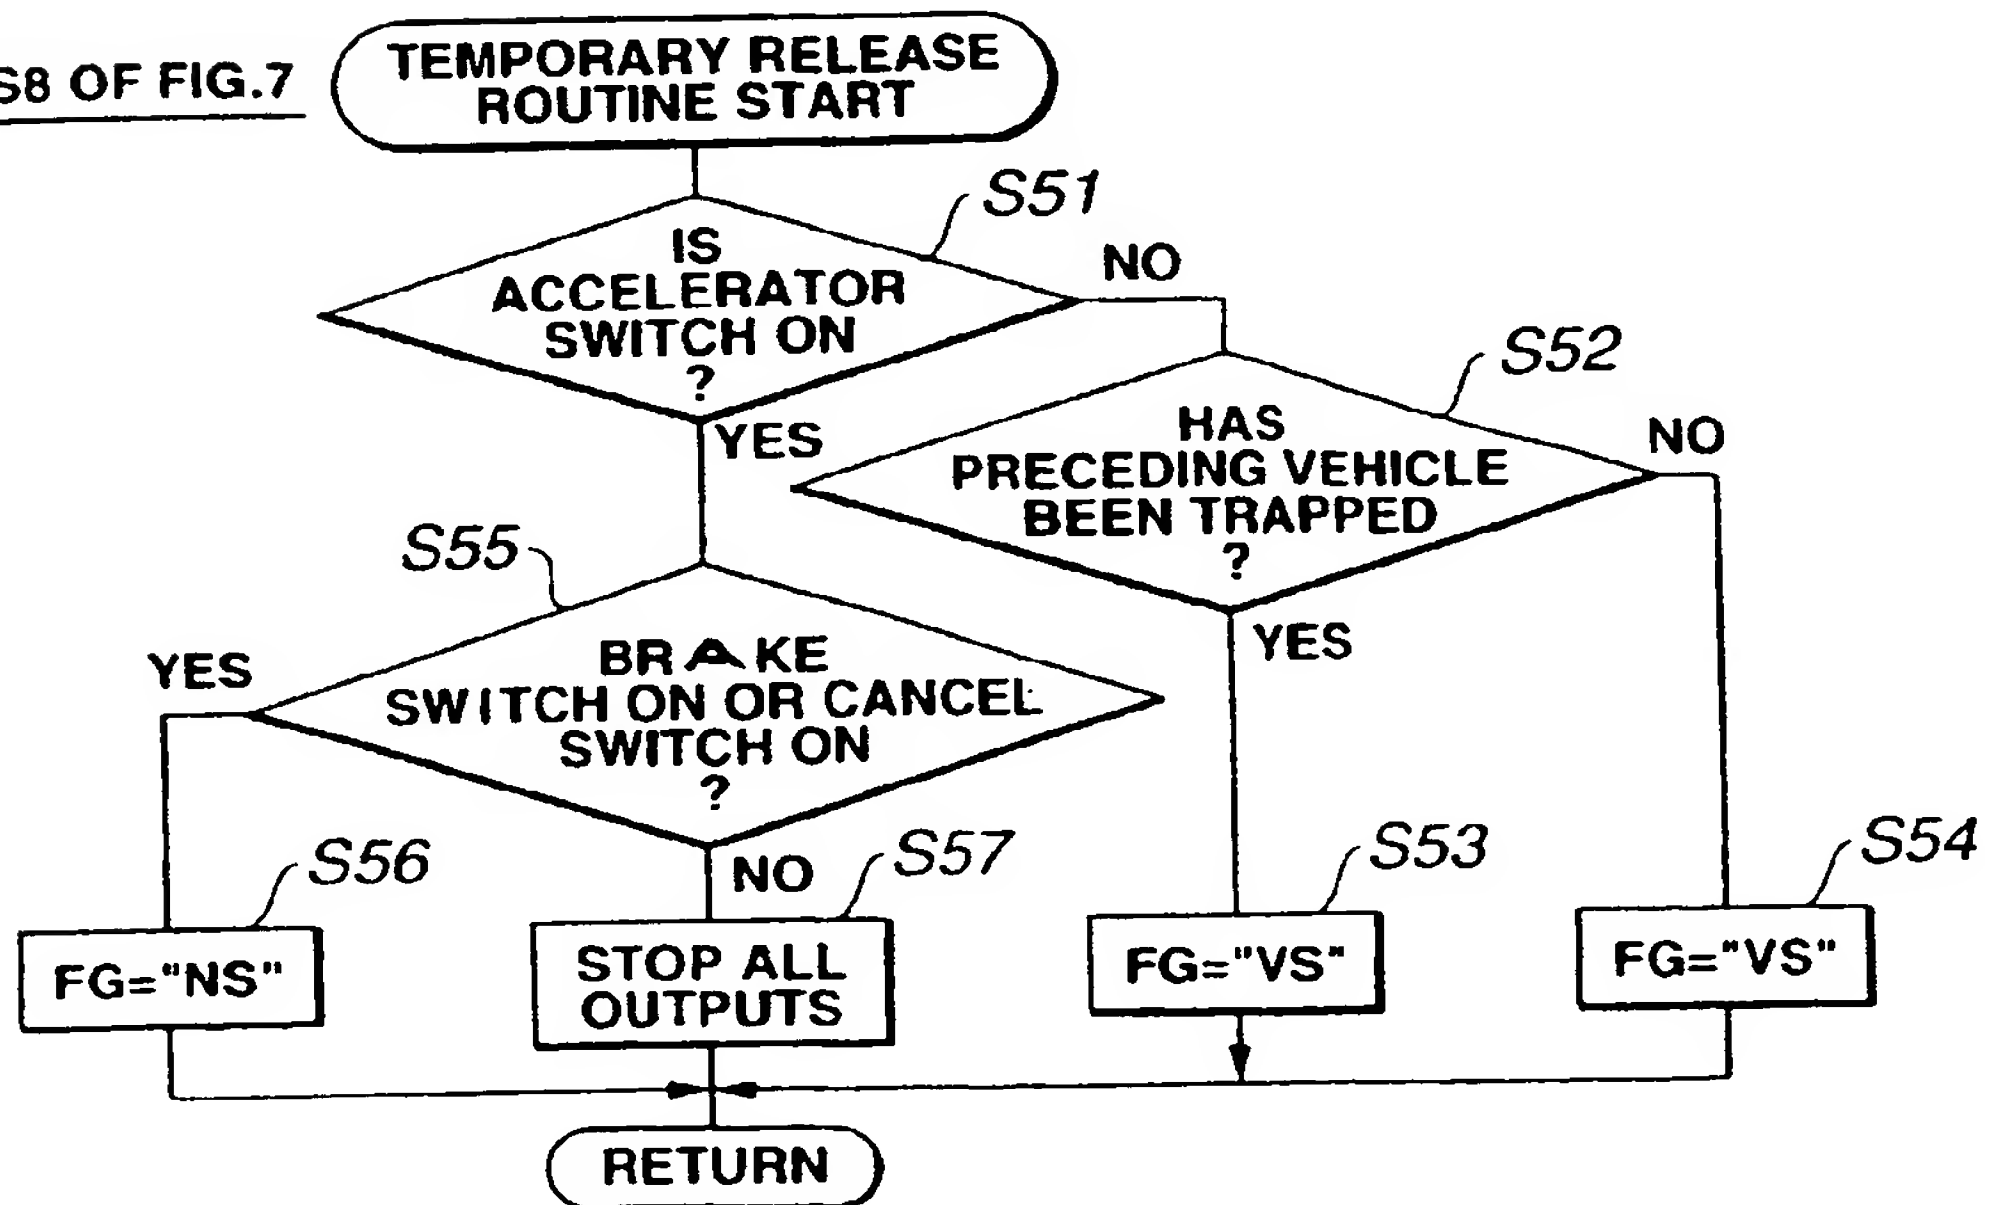 S8 OF FIG.7
TEMPORARY RELEASE
ROUTINE START
S51
IS
ACCELERATOR
SWITCH ON
?
NO
YES
S52
HAS
PRECEDING VEHICLE
BEEN TRAPPED
?
NO
YES
S55
BRAKE
SWITCH ON OR CANCEL
SWITCH ON
?
YES
NO
S56
FG="NS"
S57
STOP ALL
OUTPUTS
S53
FG="VS"
S54
FG="VS"
RETURN